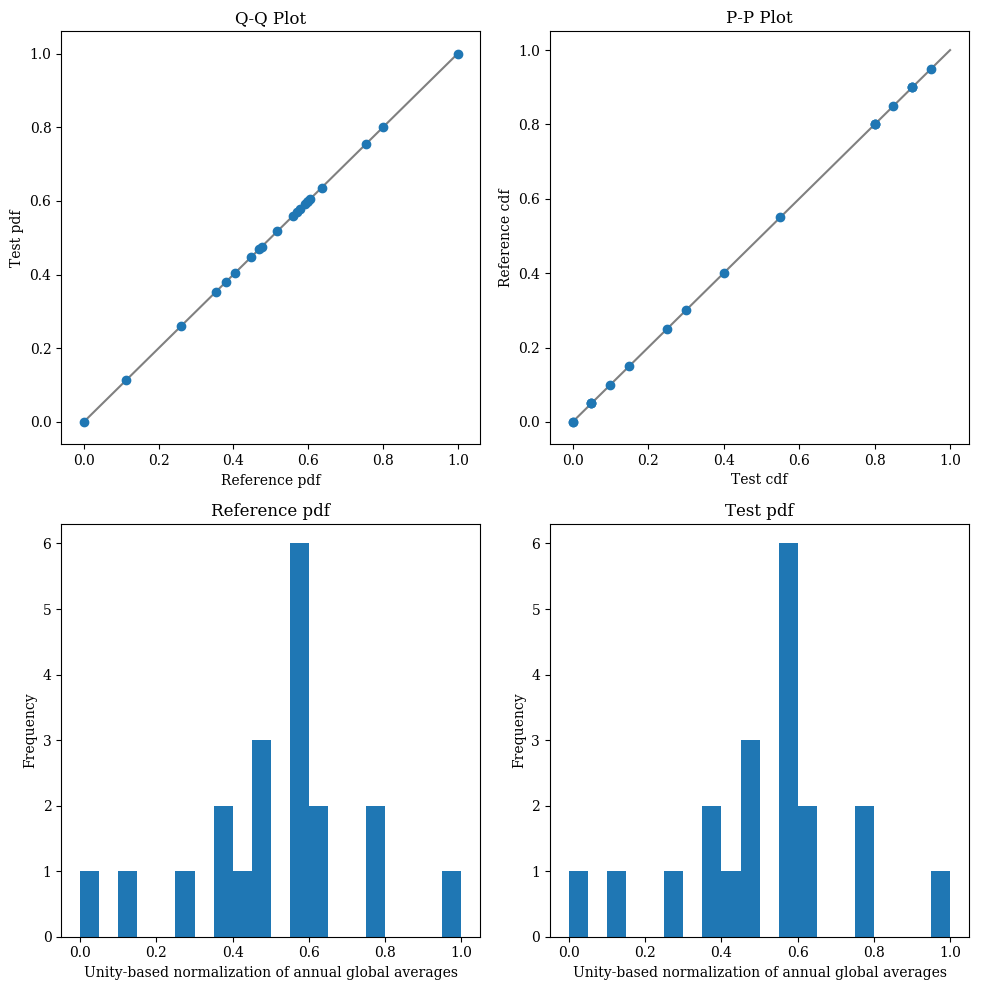 Q-Q Plot
1.0
0.8
0.6
0.4
0.2
0.0
Test pdf
0.0 0.2 0.4 0.6 0.8 1.0
Reference pdf
P-P Plot
1.0
0.8
0.6
0.4
0.2
0.0
Reference cdf
0.0 0.2 0.4 0.6 0.8 1.0
Test cdf
Reference pdf
6
5
4
3
2
1
0
Frequency
0.0 0.2 0.4 0.6 0.8 1.0
Unity-based normalization of annual global averages
Test pdf
6
5
4
3
2
1
0
Frequency
0.0 0.2 0.4 0.6 0.8 1.0
Unity-based normalization of annual global averages